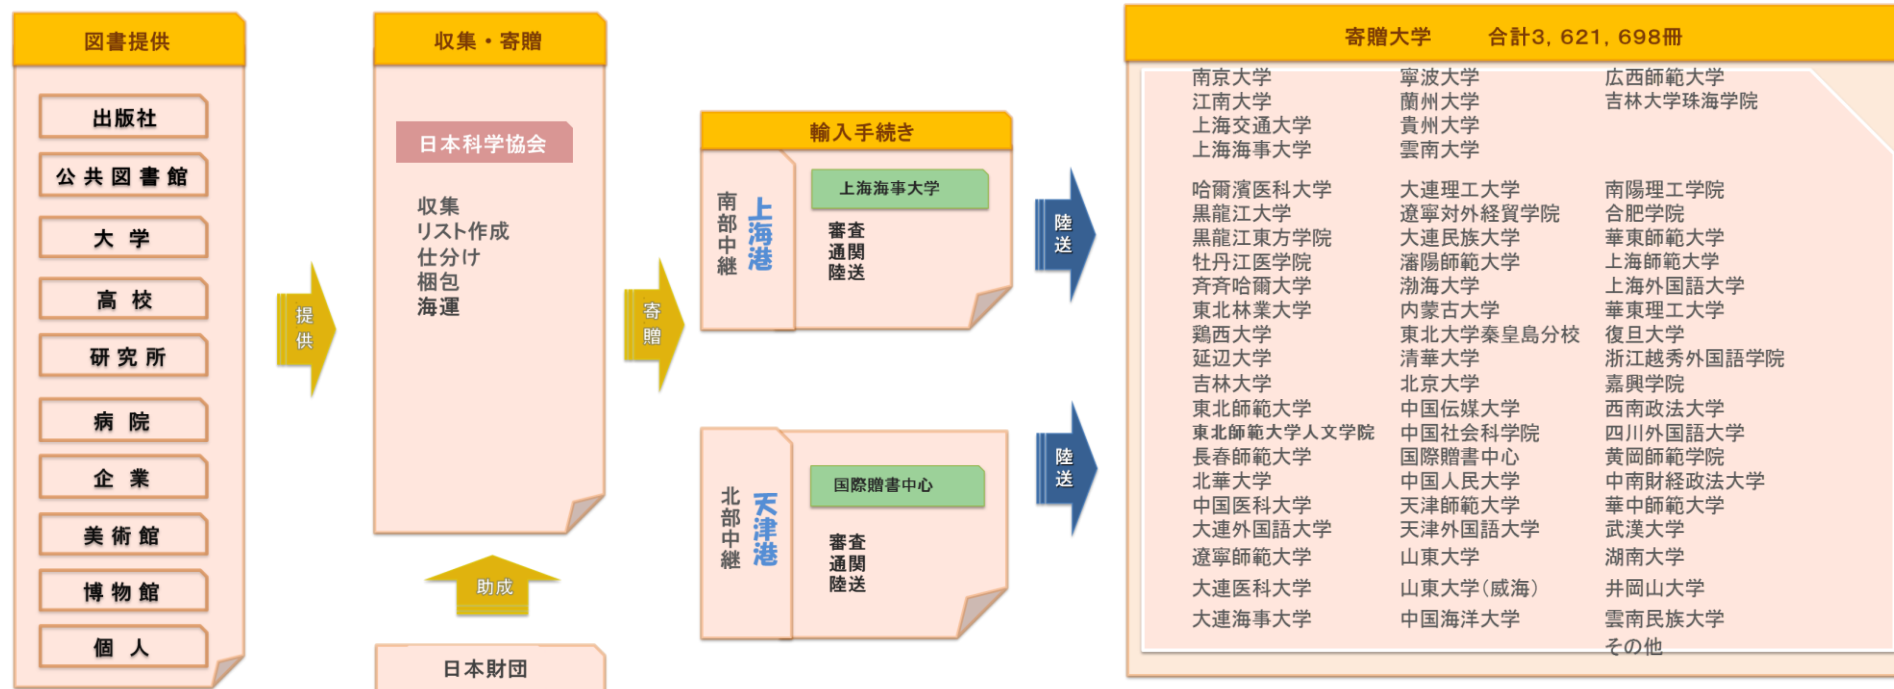 図書提供
出版社
公共図書館
大学
高校
研究所
病院
企業
美術館
博物館
個人
提供
収集・寄贈
日本科学協会
収集
リスト作成
仕分け
梱包
海運
助成
日本財団
寄贈
輸入手続き
南部中継
上海港
上海海事大学
審査
通関
陸送
北部中継
天津港
国際贈書中心
審査
通関
陸送
陸送
陸送
寄贈大学 合計3,621,698冊
南京大学 寧波大学 広西師範大学
江南大学 蘭州大学 吉林大学珠海学院
上海交通大学 貴州大学
上海海事大学 雲南大学
哈爾濱医科大学 大連理工大学 南陽理工学院
黒龍江大学 遼寧対外経貿学院 合肥学院
黒龍江東方学院 大連民族大学 華東師範大学
牡丹江医学院 瀋陽師範大学 上海師範大学
斉斉哈爾大学 渤海大学 上海外国語大学
東北林業大学 内蒙古大学 華東理工大学
鶏西大学 東北大学秦皇島分校 復旦大学
延辺大学 清華大学 浙江越秀外国語学院
吉林大学 北京大学 嘉興学院
東北師範大学 中国伝媒大学 西南政法大学
東北師範大学人文学院 中国社会科学院 四川外国語大学
長春師範大学 国際贈書中心 黄岡師範学院
北華大学 中国人民大学 中南財経政法大学
中国医科大学 天津師範大学 華中師範大学
大連外国語大学 天津外国語大学 武漢大学
遼寧師範大学 山東大学 湖南大学
大連医科大学 山東大学(威海) 井岡山大学
大連海事大学 中国海洋大学 雲南民族大学
その他